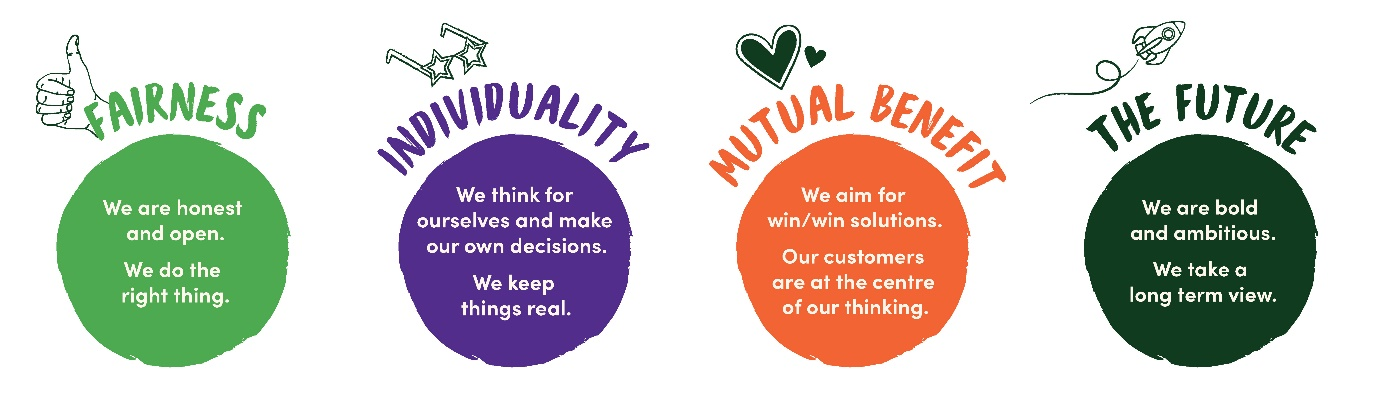 FAIRNESS
We are honest
and open.
We do the
right thing.
INDIVIDUALITY
We think for
ourselves and make
our own decisions.
We keep
things real.
MUTUAL BENEFIT
We aim for
win/win solutions.
Our customers
are at the centre
of our thinking.
THE FUTURE
We are bold
and ambitious.
We take a
long term view.